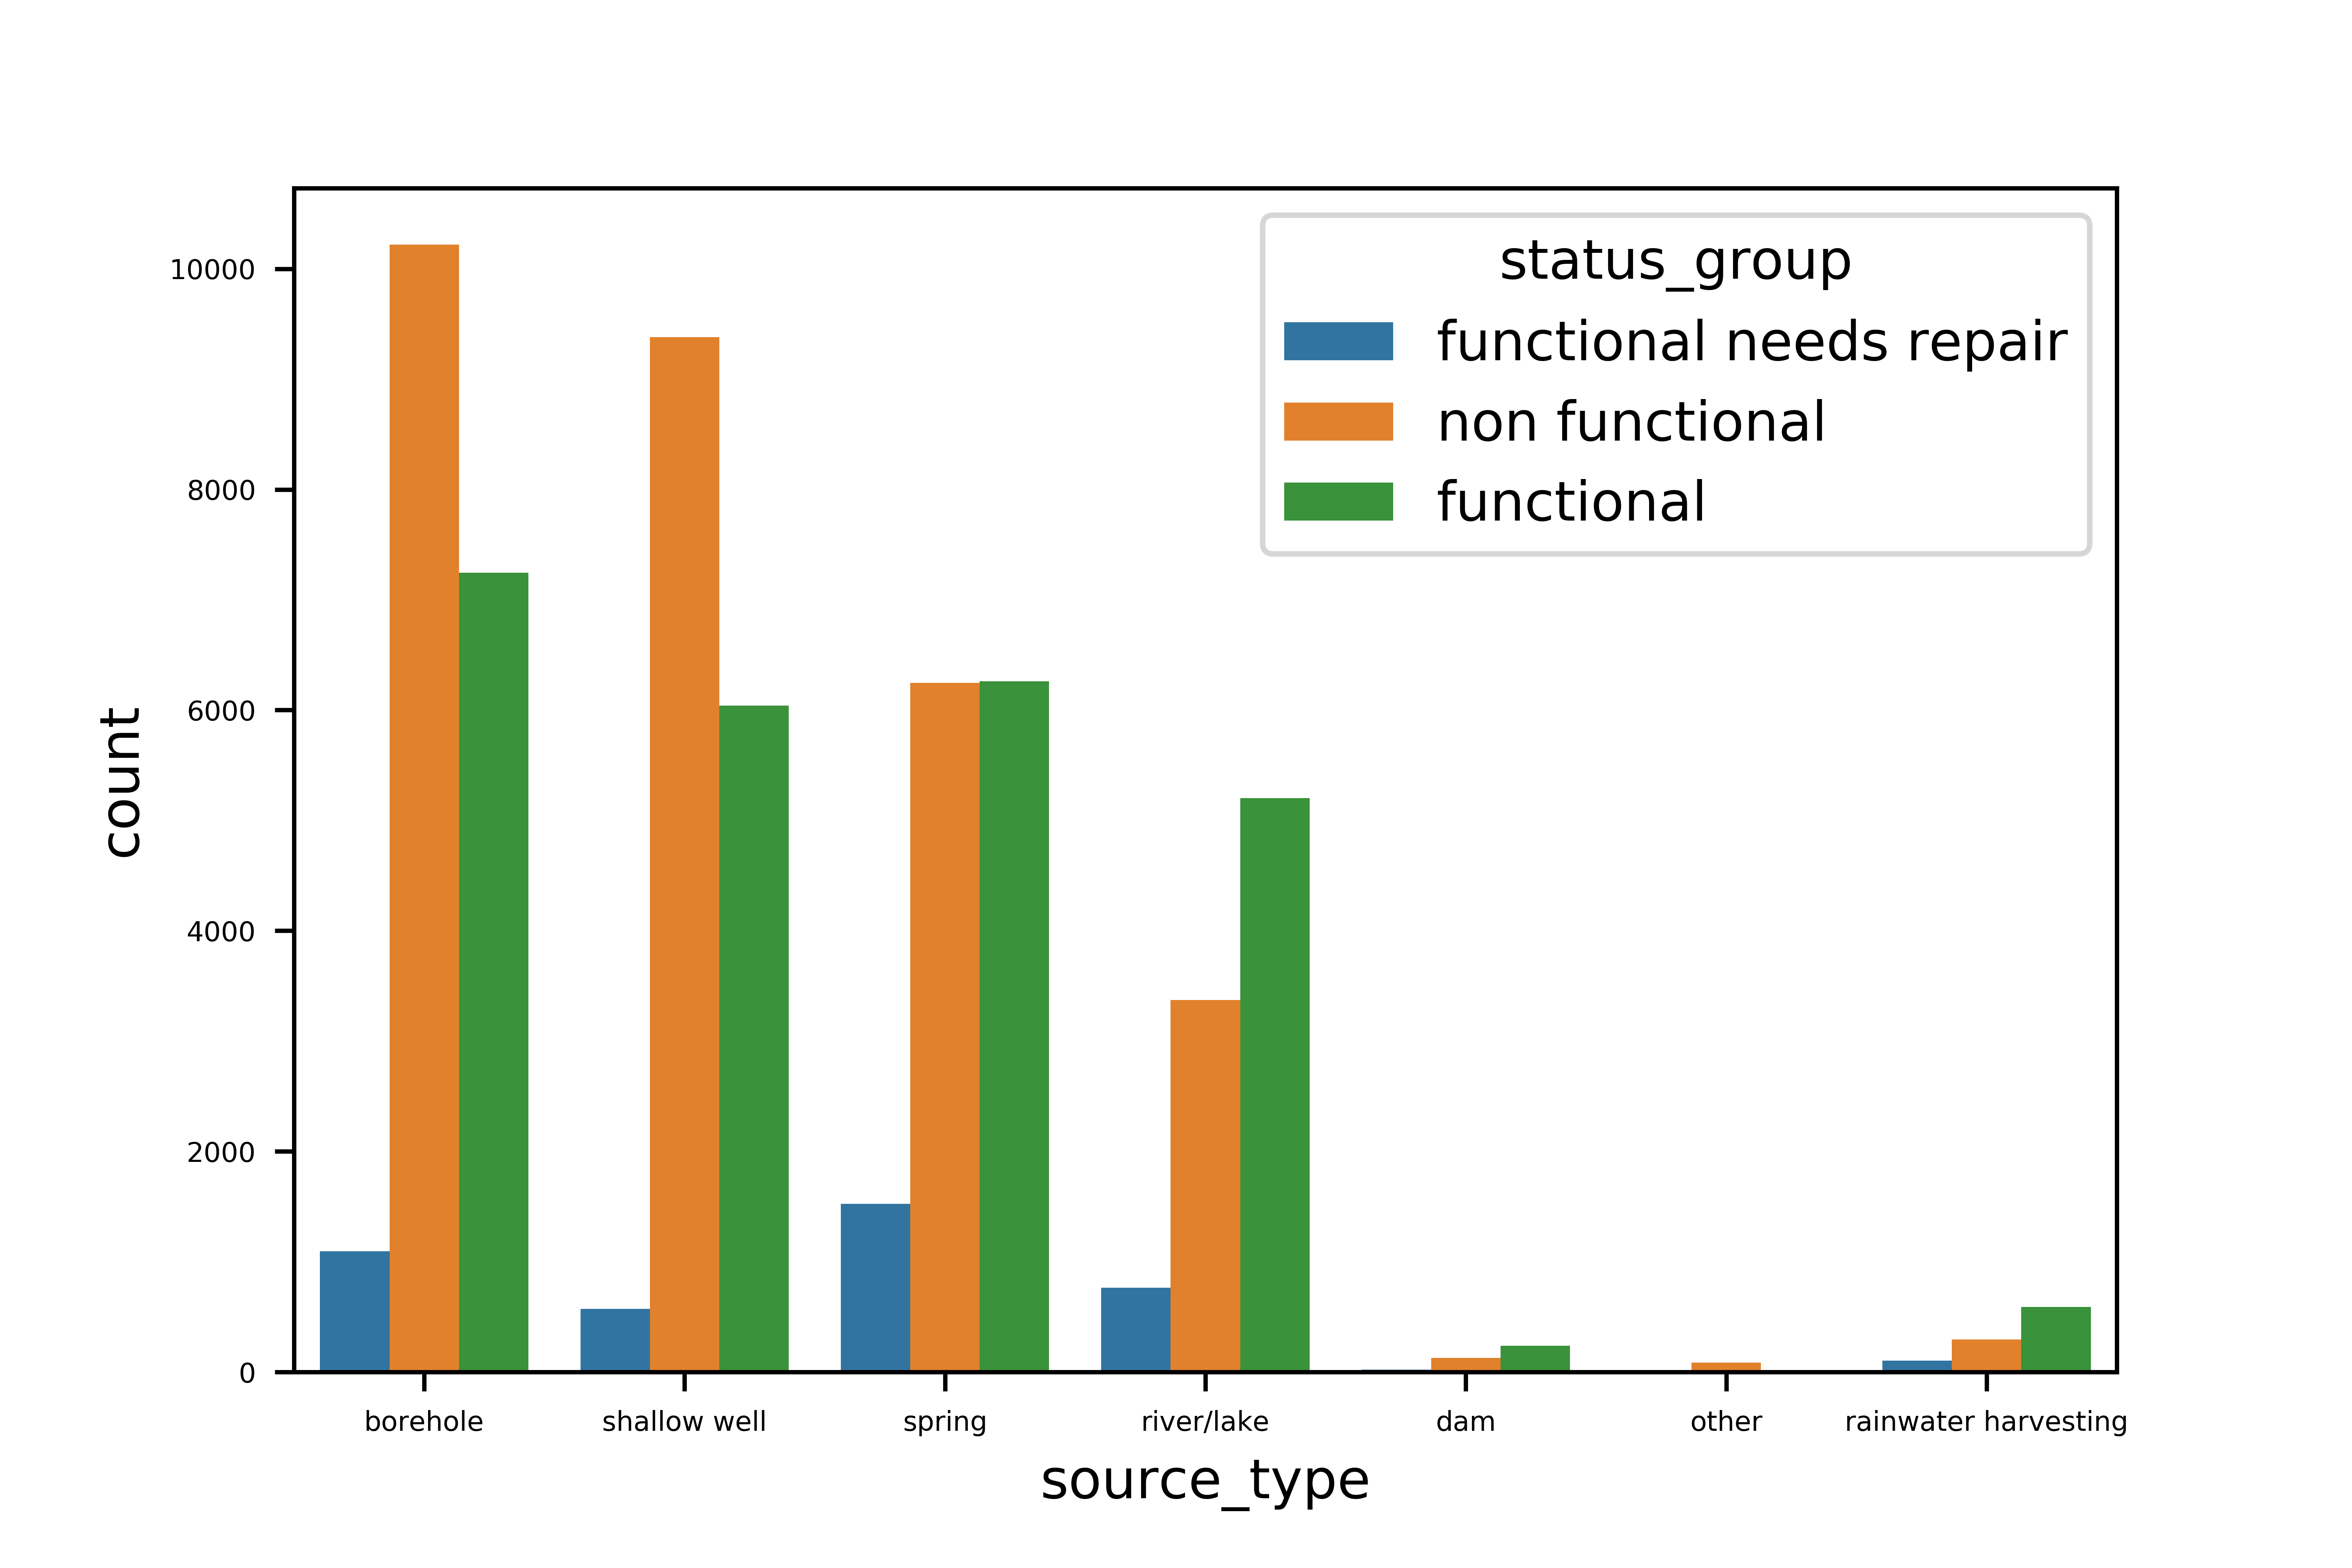 status_group
functional needs repair
non functional
functional
count
10000
8000
6000
4000
2000
0
borehole
shallow well
spring
river/lake
dam
other
rainwater harvesting
source_type